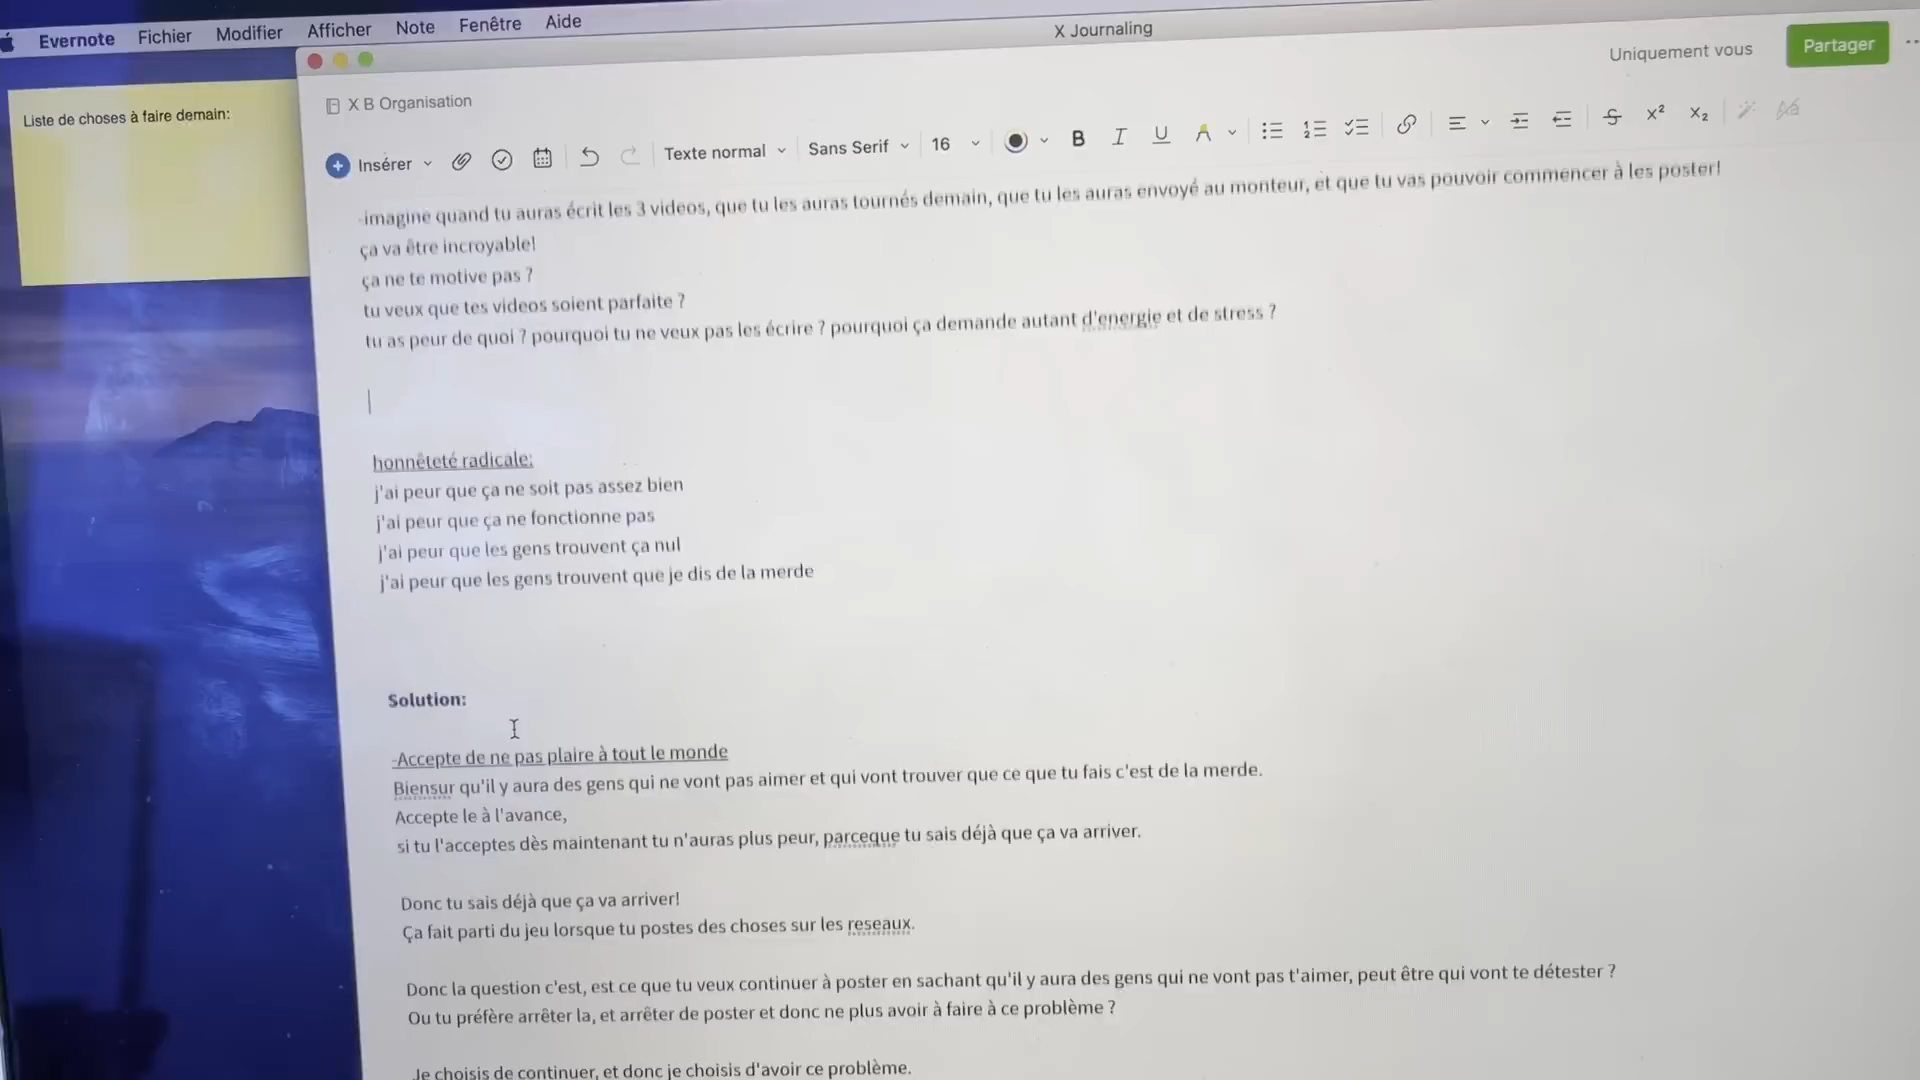 Evernote Fichier Modifier Afficher Note Fenêtre Aide
X Journaling
Uniquement vous
Partager
Liste de choses à faire demain:
X B Organisation
Insérer
Texte normal
Sans Serif
16
B I U A
-imagine quand tu auras écrit les 3 videos, que tu les auras tournés demain, que tu les auras envoyé au monteur, et que tu vas pouvoir commencer à les poster!
ça va être incroyable!
ça ne te motive pas ?
tu veux que tes videos soient parfaite ?
tu as peur de quoi ? pourquoi tu ne veux pas les écrire ? pourquoi ça demande autant d'energie et de stress ?
honnêteté radicale:
j'ai peur que ça ne soit pas assez bien
j'ai peur que ça ne fonctionne pas
j'ai peur que les gens trouvent ça nul
j'ai peur que les gens trouvent que je dis de la merde
Solution:
-Accepte de ne pas plaire à tout le monde
Biensur qu'il y aura des gens qui ne vont pas aimer et qui vont trouver que ce que tu fais c'est de la merde.
Accepte le à l'avance,
si tu l'acceptes dès maintenant tu n'auras plus peur, parceque tu sais déjà que ça va arriver.
Donc tu sais déjà que ça va arriver!
Ça fait parti du jeu lorsque tu postes des choses sur les reseaux.
Donc la question c'est, est ce que tu veux continuer à poster en sachant qu'il y aura des gens qui ne vont pas t'aimer, peut être qui vont te détester ?
Ou tu préfère arrêter la, et arrêter de poster et donc ne plus avoir à faire à ce problème ?
Je choisis de continuer, et donc je choisis d'avoir ce problème.